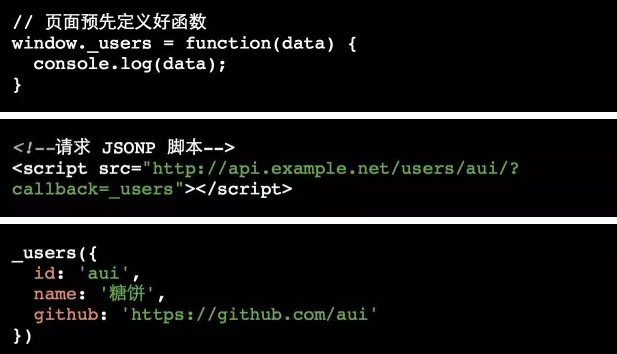 // 页面预先定义好函数
window._users = function(data) {
  console.log(data);
}
<!--请求 JSONP 脚本-->
<script src="http://api.example.net/users/aui/?
callback=_users"></script>
_users({
  id: 'aui',
  name: '糖饼',
  github: 'https://github.com/aui'
})